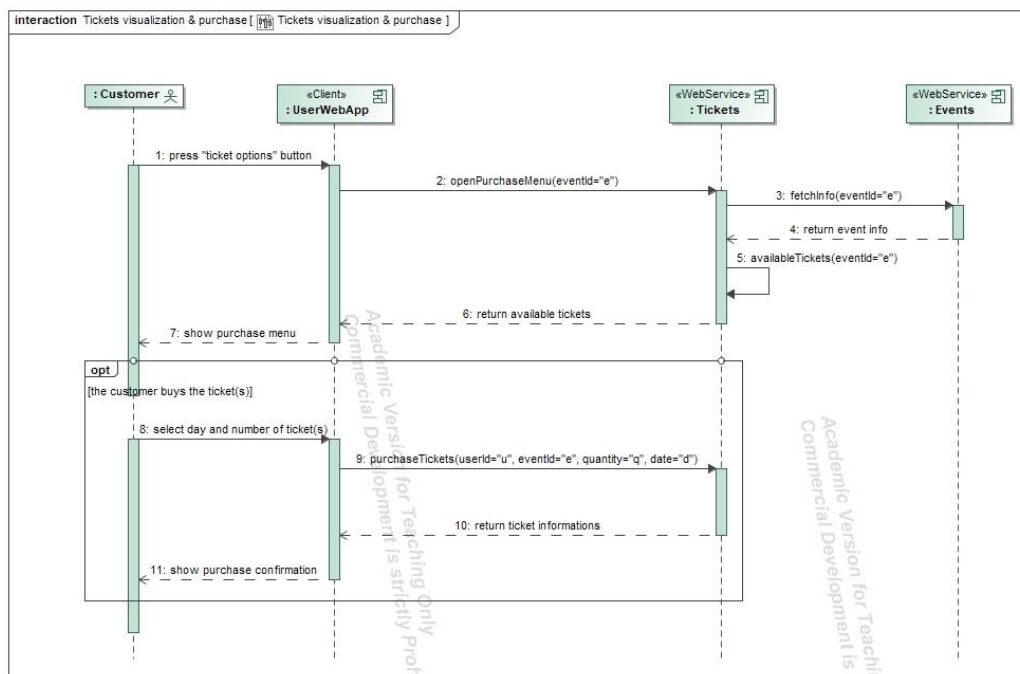 interaction Tickets visualization & purchase [ Tickets visualization & purchase ]
: Customer
«Client»
: UserWebApp
«WebService»
: Tickets
«WebService»
: Events
1: press "ticket options" button
2: openPurchaseMenu(eventId="e")
3: fetchInfo(eventId="e")
4: return event info
5: availableTickets(eventId="e")
6: return available tickets
7: show purchase menu
opt
[the customer buys the ticket(s)]
8: select day and number of ticket(s)
9: purchaseTickets(userId="u", eventId="e", quantity="q", date="d")
10: return ticket informations
11: show purchase confirmation
Academic Version for Teaching Only
Commercial Development is strictly Proh
Academic Version for Teachi
Commercial Development is